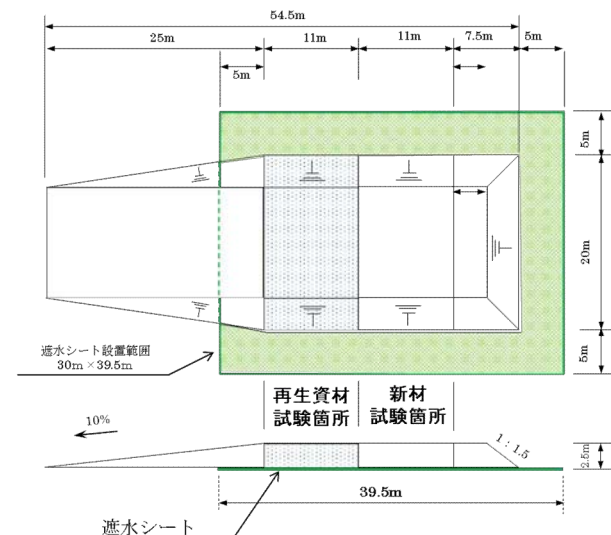 54.5m
25m
11m
11m
7.5m
5m
5m
5m
20m
5m
遮水シート設置範囲
30m×39.5m
再生資材
試験箇所
新材
試験箇所
10%
1：1.5
2.5m
39.5m
遮水シート